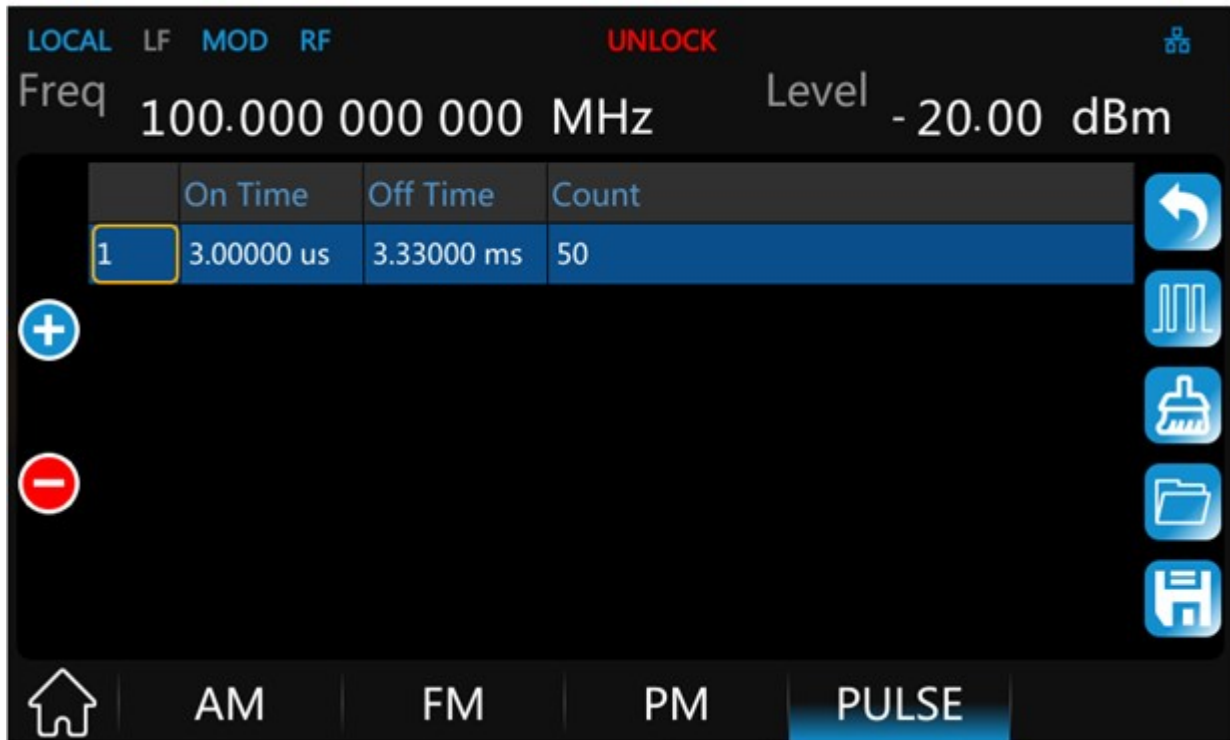 LOCAL LF MOD RF UNLOCK
Freq 100.000 000 000 MHz Level -20.00 dBm
On Time Off Time Count
1 3.00000 us 3.33000 ms 50
AM FM PM PULSE